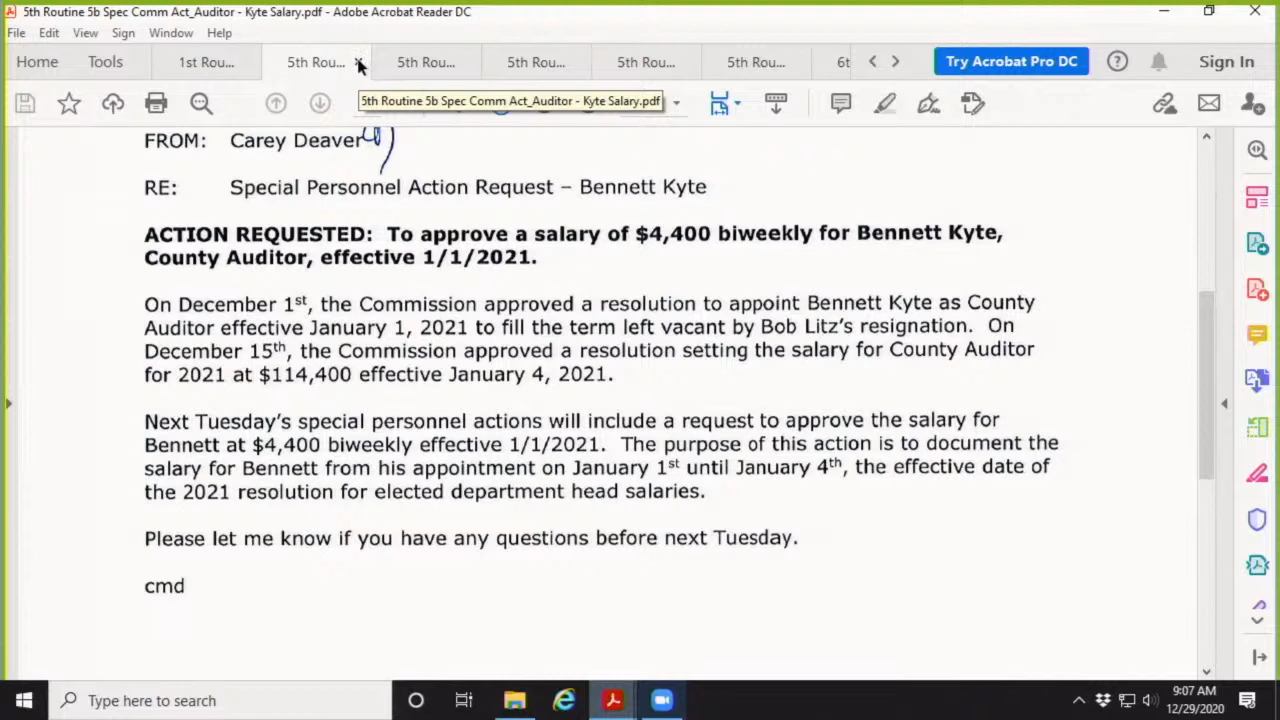 5th Routine 5b Spec Comm Act_Auditor - Kyte Salary.pdf - Adobe Acrobat Reader DC
File Edit View Sign Window Help
Home Tools 1st Rou... 5th Rou... 5th Rou... 5th Rou... 5th Rou... 5th Rou... 6t Try Acrobat Pro DC Sign In
5th Routine 5b Spec Comm Act_Auditor - Kyte Salary.pdf
FROM: Carey Deaver
RE: Special Personnel Action Request – Bennett Kyte
ACTION REQUESTED: To approve a salary of $4,400 biweekly for Bennett Kyte,
County Auditor, effective 1/1/2021.
On December 1st, the Commission approved a resolution to appoint Bennett Kyte as County
Auditor effective January 1, 2021 to fill the term left vacant by Bob Litz's resignation. On
December 15th, the Commission approved a resolution setting the salary for County Auditor
for 2021 at $114,400 effective January 4, 2021.
Next Tuesday's special personnel actions will include a request to approve the salary for
Bennett at $4,400 biweekly effective 1/1/2021. The purpose of this action is to document the
salary for Bennett from his appointment on January 1st until January 4th, the effective date of
the 2021 resolution for elected department head salaries.
Please let me know if you have any questions before next Tuesday.
cmd
Type here to search
9:07 AM
12/29/2020